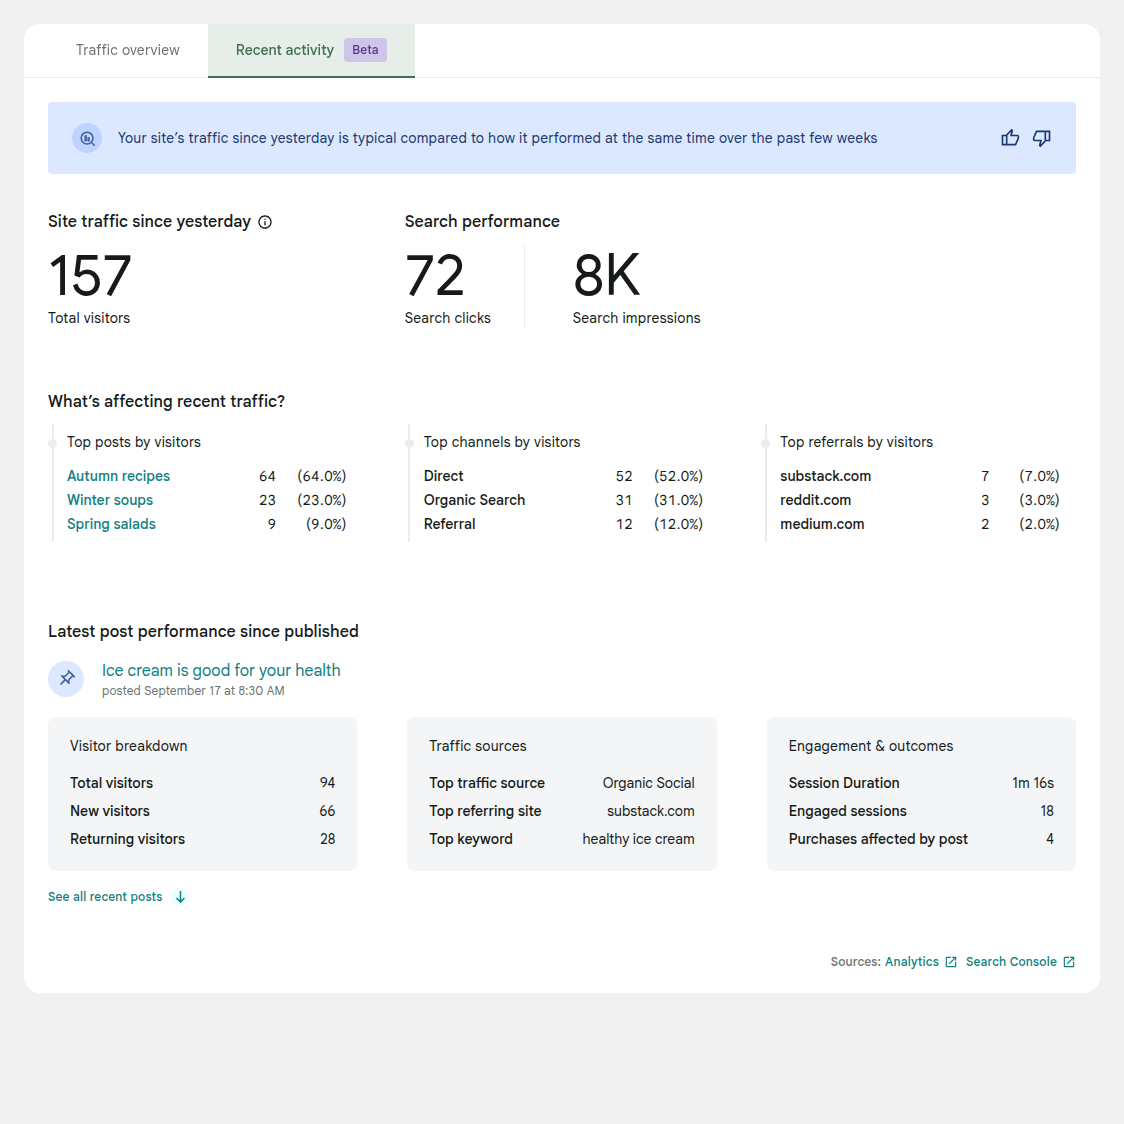 Traffic overview
Recent activity Beta
Your site’s traffic since yesterday is typical compared to how it performed at the same time over the past few weeks
Site traffic since yesterday
157
Total visitors
Search performance
72
Search clicks
8K
Search impressions
What’s affecting recent traffic?
Top posts by visitors
Autumn recipes 64 (64.0%)
Winter soups 23 (23.0%)
Spring salads 9 (9.0%)
Top channels by visitors
Direct 52 (52.0%)
Organic Search 31 (31.0%)
Referral 12 (12.0%)
Top referrals by visitors
substack.com 7 (7.0%)
reddit.com 3 (3.0%)
medium.com 2 (2.0%)
Latest post performance since published
Ice cream is good for your health
posted September 17 at 8:30 AM
Visitor breakdown
Total visitors 94
New visitors 66
Returning visitors 28
Traffic sources
Top traffic source Organic Social
Top referring site substack.com
Top keyword healthy ice cream
Engagement & outcomes
Session Duration 1m 16s
Engaged sessions 18
Purchases affected by post 4
See all recent posts
Sources: Analytics Search Console